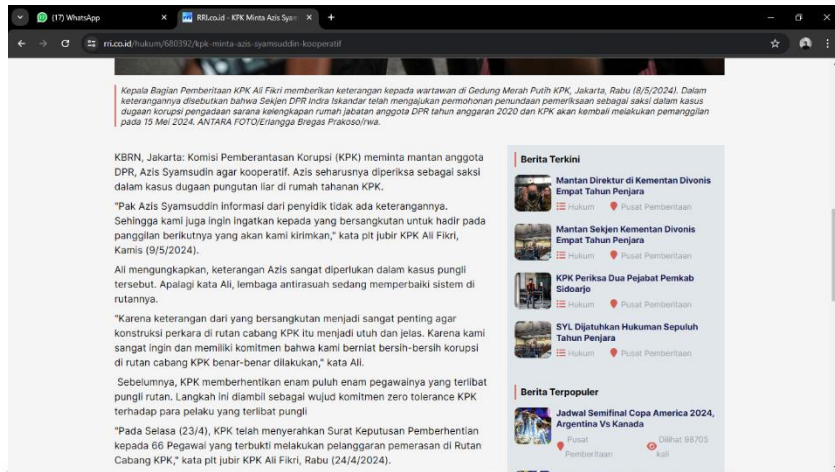 (17) WhatsApp
RRI.co.id - KPK Minta Azis Syam
rri.co.id/hukum/680392/kpk-minta-azis-syamsuddin-kooperatif
Kepala Bagian Pemberitaan KPK Ali Fikri memberikan keterangan kepada wartawan di Gedung Merah Putih KPK, Jakarta, Rabu (8/5/2024). Dalam
keterangannya disebutkan bahwa Sekjen DPR Indra Iskandar telah mengajukan permohonan penundaan pemeriksaan sebagai saksi dalam kasus
dugaan korupsi pengadaan sarana kelengkapan rumah jabatan anggota DPR tahun anggaran 2020 dan KPK akan kembali melakukan pemanggilan
pada 15 Mei 2024. ANTARA FOTO/Erlangga Bregas Prakoso/rwa.
KBRN, Jakarta: Komisi Pemberantasan Korupsi (KPK) meminta mantan anggota
DPR, Azis Syamsudin agar kooperatif. Azis seharusnya diperiksa sebagai saksi
dalam kasus dugaan pungutan liar di rumah tahanan KPK.
"Pak Azis Syamuddin informasi dari penyidik tidak ada keterangannya.
Sehingga kami juga ingin ingatkan kepada yang bersangkutan untuk hadir pada
panggilan berikutnya yang akan kami kirimkan," kata plt jubir KPK Ali Fikri,
Kamis (9/5/2024).
Ali mengungkapkan, keterangan Azis sangat diperlukan dalam kasus pungli
tersebut. Apalagi kata Ali, lembaga antirasuah sedang memperbaiki sistem di
rutannya.
"Karena keterangan dari yang bersangkutan menjadi sangat penting agar
konstruksi perkara di rutan cabang KPK itu menjadi utuh dan jelas. Karena kami
sangat ingin dan memiliki komitmen bahwa kami berniat bersih-bersih korupsi
di rutan cabang KPK benar-benar dilakukan," kata Ali.
Sebelumnya, KPK memberhentikan enam puluh enam pegawainya yang terlibat
pungli rutan. Langkah ini diambil sebagai wujud komitmen zero tolerance KPK
terhadap para pelaku yang terlibat pungli
"Pada Selasa (23/4), KPK telah menyerahkan Surat Keputusan Pemberhentian
kepada 66 Pegawai yang terbukti melakukan pelanggaran pemerasan di Rutan
Cabang KPK," kata plt jubir KPK Ali Fikri, Rabu (24/4/2024).
Berita Terkini
Mantan Direktur di Kementan Divonis
Empat Tahun Penjara
Hukum Pusat Pemberitaan
Mantan Sekjen Kementan Divonis
Empat Tahun Penjara
Hukum Pusat Pemberitaan
KPK Periksa Dua Pejabat Pemkab
Sidoarjo
Hukum Pusat Pemberitaan
SYL Dijatuhkan Hukuman Sepuluh
Tahun Penjara
Hukum Pusat Pemberitaan
Berita Terpopuler
Jadwal Semifinal Copa America 2024,
Argentina Vs Kanada
Pusat
Pemberitaan
Dilihat 98705
kali